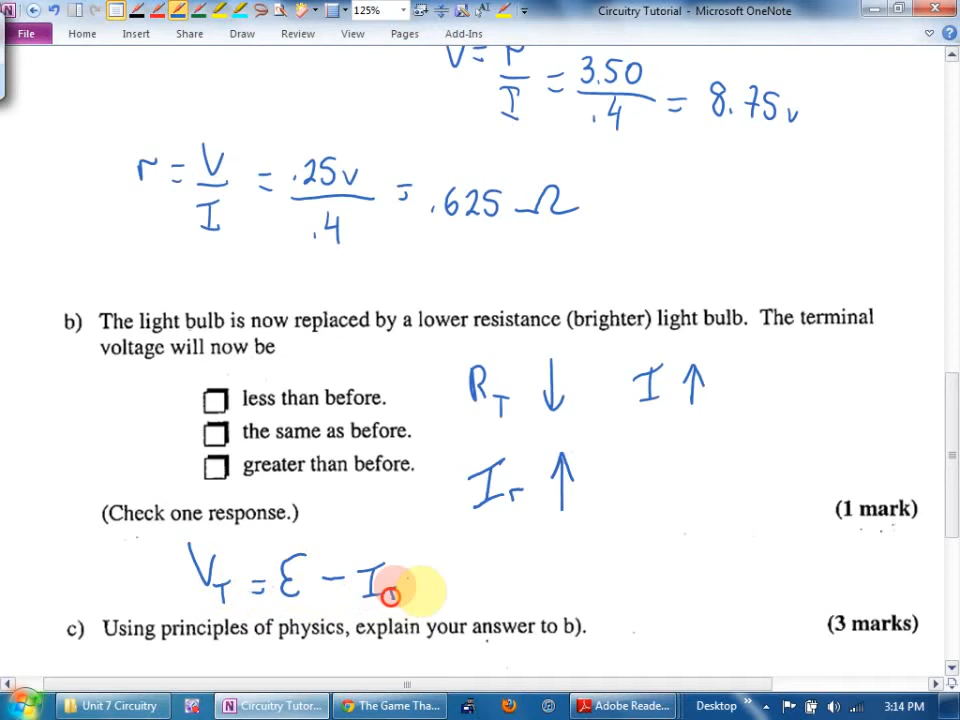 125%
Circuitry Tutorial - Microsoft OneNote
File Home Insert Share Draw Review View Pages Add-Ins
V = P/I = 3.50/.4 = 8.75v
r = V/I = .25v/.4 = .625 Ω
b) The light bulb is now replaced by a lower resistance (brighter) light bulb. The terminal
voltage will now be
less than before.
the same as before.
greater than before.
R_T ↓ I ↑
Ir ↑
(Check one response.)
(1 mark)
V_T = ε - Ir
c) Using principles of physics, explain your answer to b).
(3 marks)
Unit 7 Circuitry
Circuitry Tutor...
The Game Tha...
Adobe Reade...
Desktop
3:14 PM